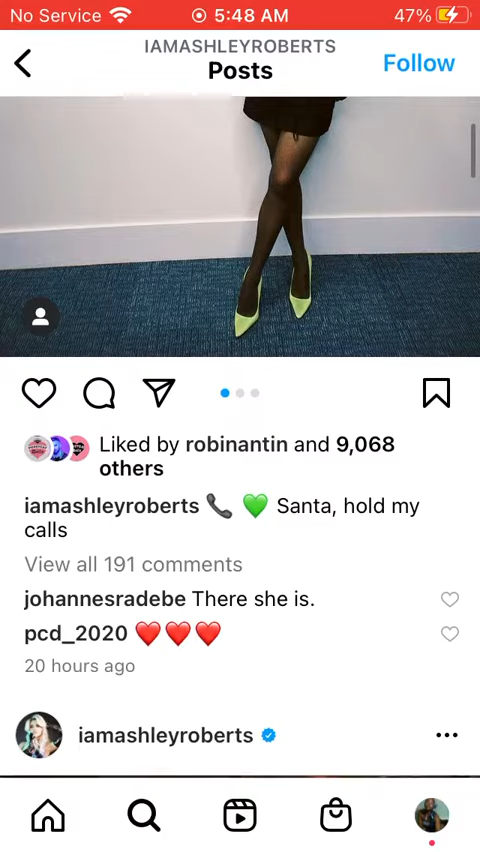 No Service 5:48 AM 47%
IAMASHLEYROBERTS
Posts
Follow
Liked by robinantin and 9,068
others
iamashleyroberts 📞 💚 Santa, hold my
calls
View all 191 comments
johannesradebe There she is.
pcd_2020 ❤️❤️❤️
20 hours ago
iamashleyroberts